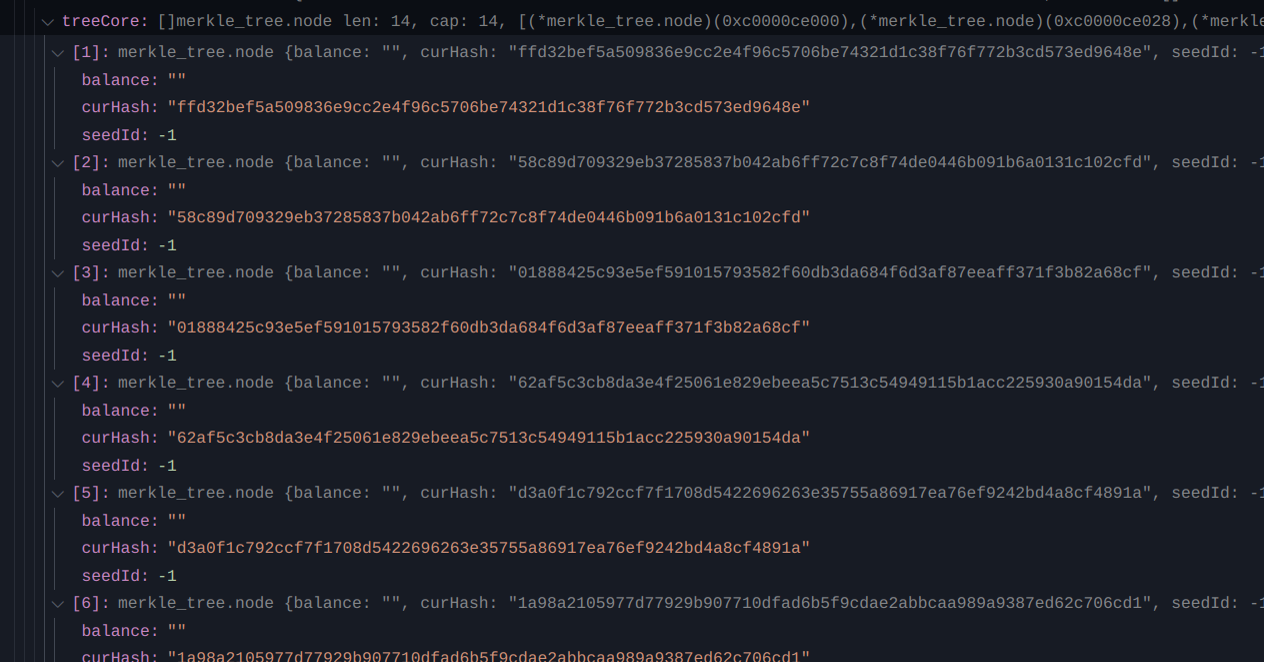 treeCore: []merkle_tree.node len: 14, cap: 14, [(*merkle_tree.node)(0xc0000ce000),(*merkle_tree.node)(0xc0000ce028),(*merkle
[1]: merkle_tree.node {balance: "", curHash: "ffd32bef5a509836e9cc2e4f96c5706be74321d1c38f76f772b3cd573ed9648e", seedId: -1
balance: ""
curHash: "ffd32bef5a509836e9cc2e4f96c5706be74321d1c38f76f772b3cd573ed9648e"
seedId: -1
[2]: merkle_tree.node {balance: "", curHash: "58c89d709329eb37285837b042ab6ff72c7c8f74de0446b091b6a0131c102cfd", seedId: -1
balance: ""
curHash: "58c89d709329eb37285837b042ab6ff72c7c8f74de0446b091b6a0131c102cfd"
seedId: -1
[3]: merkle_tree.node {balance: "", curHash: "01888425c93e5ef591015793582f60db3da684f6d3af87eeaff371f3b82a68cf", seedId: -1
balance: ""
curHash: "01888425c93e5ef591015793582f60db3da684f6d3af87eeaff371f3b82a68cf"
seedId: -1
[4]: merkle_tree.node {balance: "", curHash: "62af5c3cb8da3e4f25061e829ebeea5c7513c54949115b1acc225930a90154da", seedId: -1
balance: ""
curHash: "62af5c3cb8da3e4f25061e829ebeea5c7513c54949115b1acc225930a90154da"
seedId: -1
[5]: merkle_tree.node {balance: "", curHash: "d3a0f1c792ccf7f1708d5422696263e35755a86917ea76ef9242bd4a8cf4891a", seedId: -1
balance: ""
curHash: "d3a0f1c792ccf7f1708d5422696263e35755a86917ea76ef9242bd4a8cf4891a"
seedId: -1
[6]: merkle_tree.node {balance: "", curHash: "1a98a2105977d77929b907710dfad6b5f9cdae2abbcaa989a9387ed62c706cd1", seedId: -1
balance: ""
curHash: "1a98a2105977d77929b907710dfad6b5f9cdae2abbcaa989a9387ed62c706cd1"